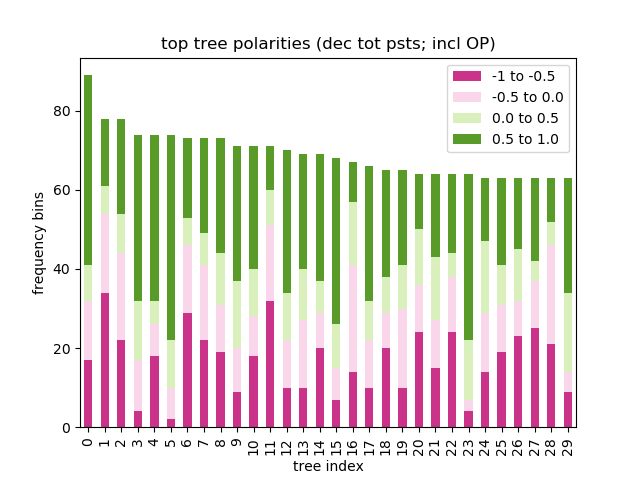 top tree polarities (dec tot psts; incl OP)
-1 to -0.5
-0.5 to 0.0
0.0 to 0.5
0.5 to 1.0
frequency bins
80
60
40
20
0
0 1 2 3 4 5 6 7 8 9 10 11 12 13 14 15 16 17 18 19 20 21 22 23 24 25 26 27 28 29
tree index